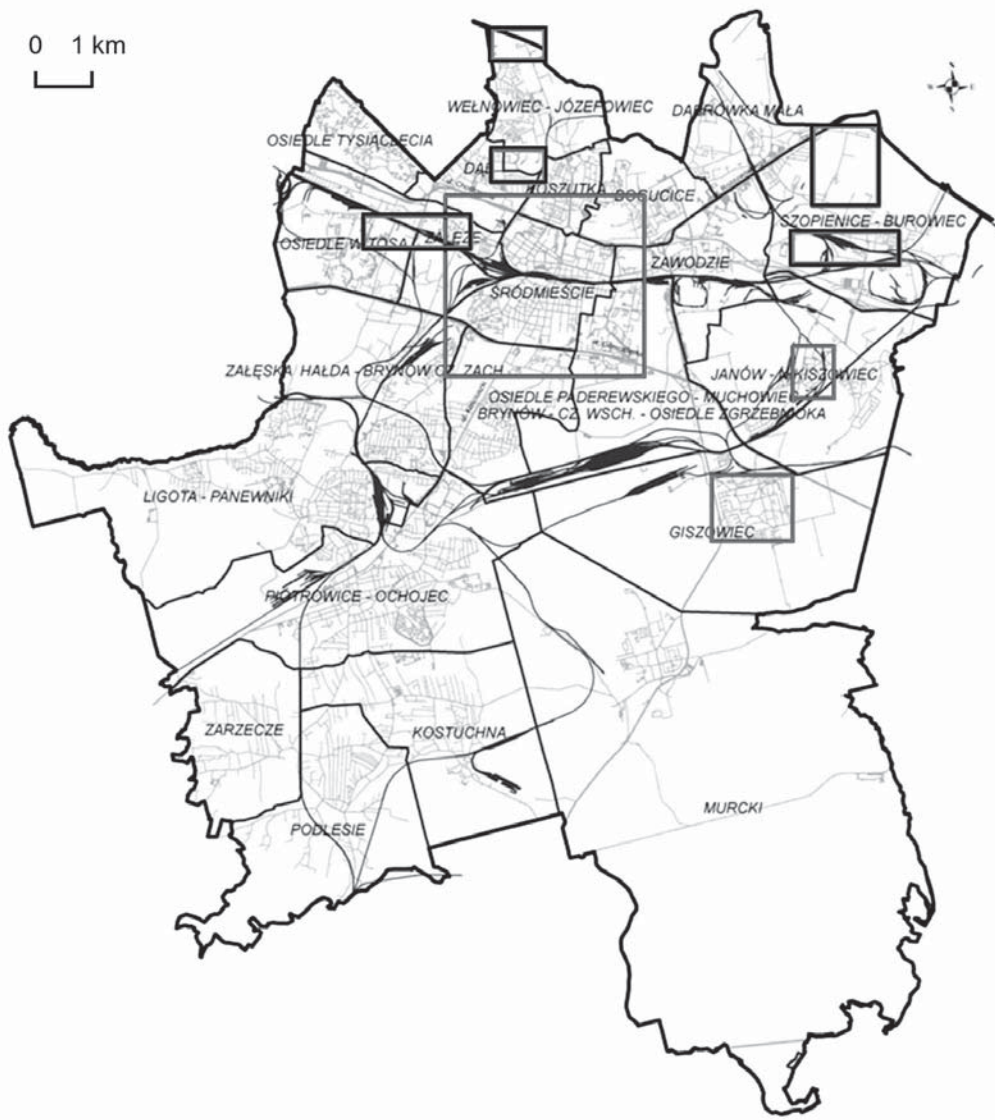 0 1 km
WEŁNOWIEC - JÓZEFOWIEC
DĄBRÓWKA MAŁA
OSIEDLE TYSIĄCLECIA
KOSZUTKA
BOGUCICE
SZOPIENICE - BUROWIEC
OSIEDLE WITOSA
ZAŁĘŻE
ZAWODZIE
ŚRÓDMIEŚCIE
ZAŁĘSKA HAŁDA - BRYNÓW CZ. ZACH.
JANÓW - NIKISZOWIEC
OSIEDLE PADEREWSKIEGO - MUCHOWIEC
BRYNÓW - CZ. WSCH. - OSIEDLE ZGRZEBNIOKA
LIGOTA - PANEWNIKI
GISZOWIEC
PIOTROWICE - OCHOJEC
ZARZECZE
KOSTUCHNA
MURCKI
PODLESIE